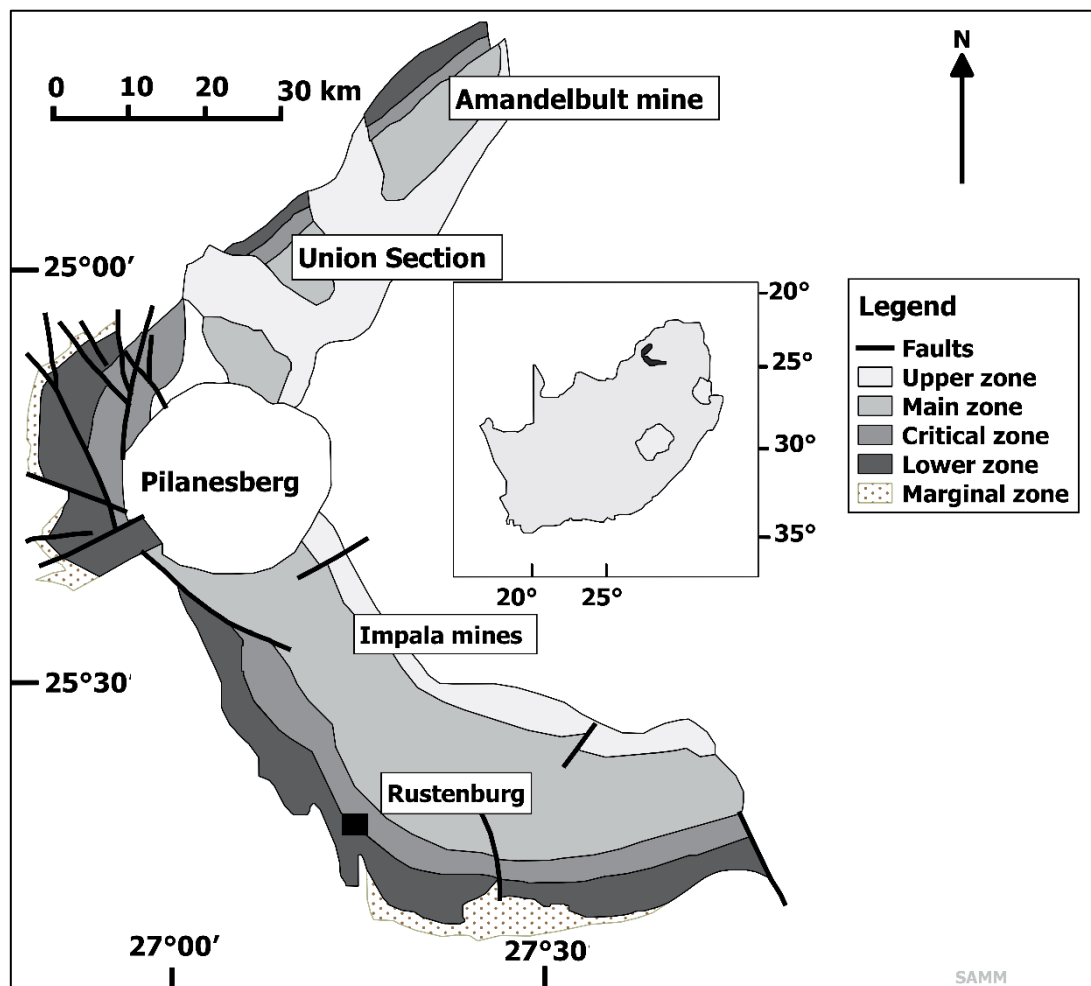 N
0 10 20 30 km
Amandelbult mine
Union Section
25°00’
20°
Legend
Faults
25°
Upper zone
Main zone
Critical zone
30°
Lower zone
Pilanesberg
Marginal zone
35°
20° 25°
Impala mines
25°30’
Rustenburg
27°00’
27°30’
SAMM